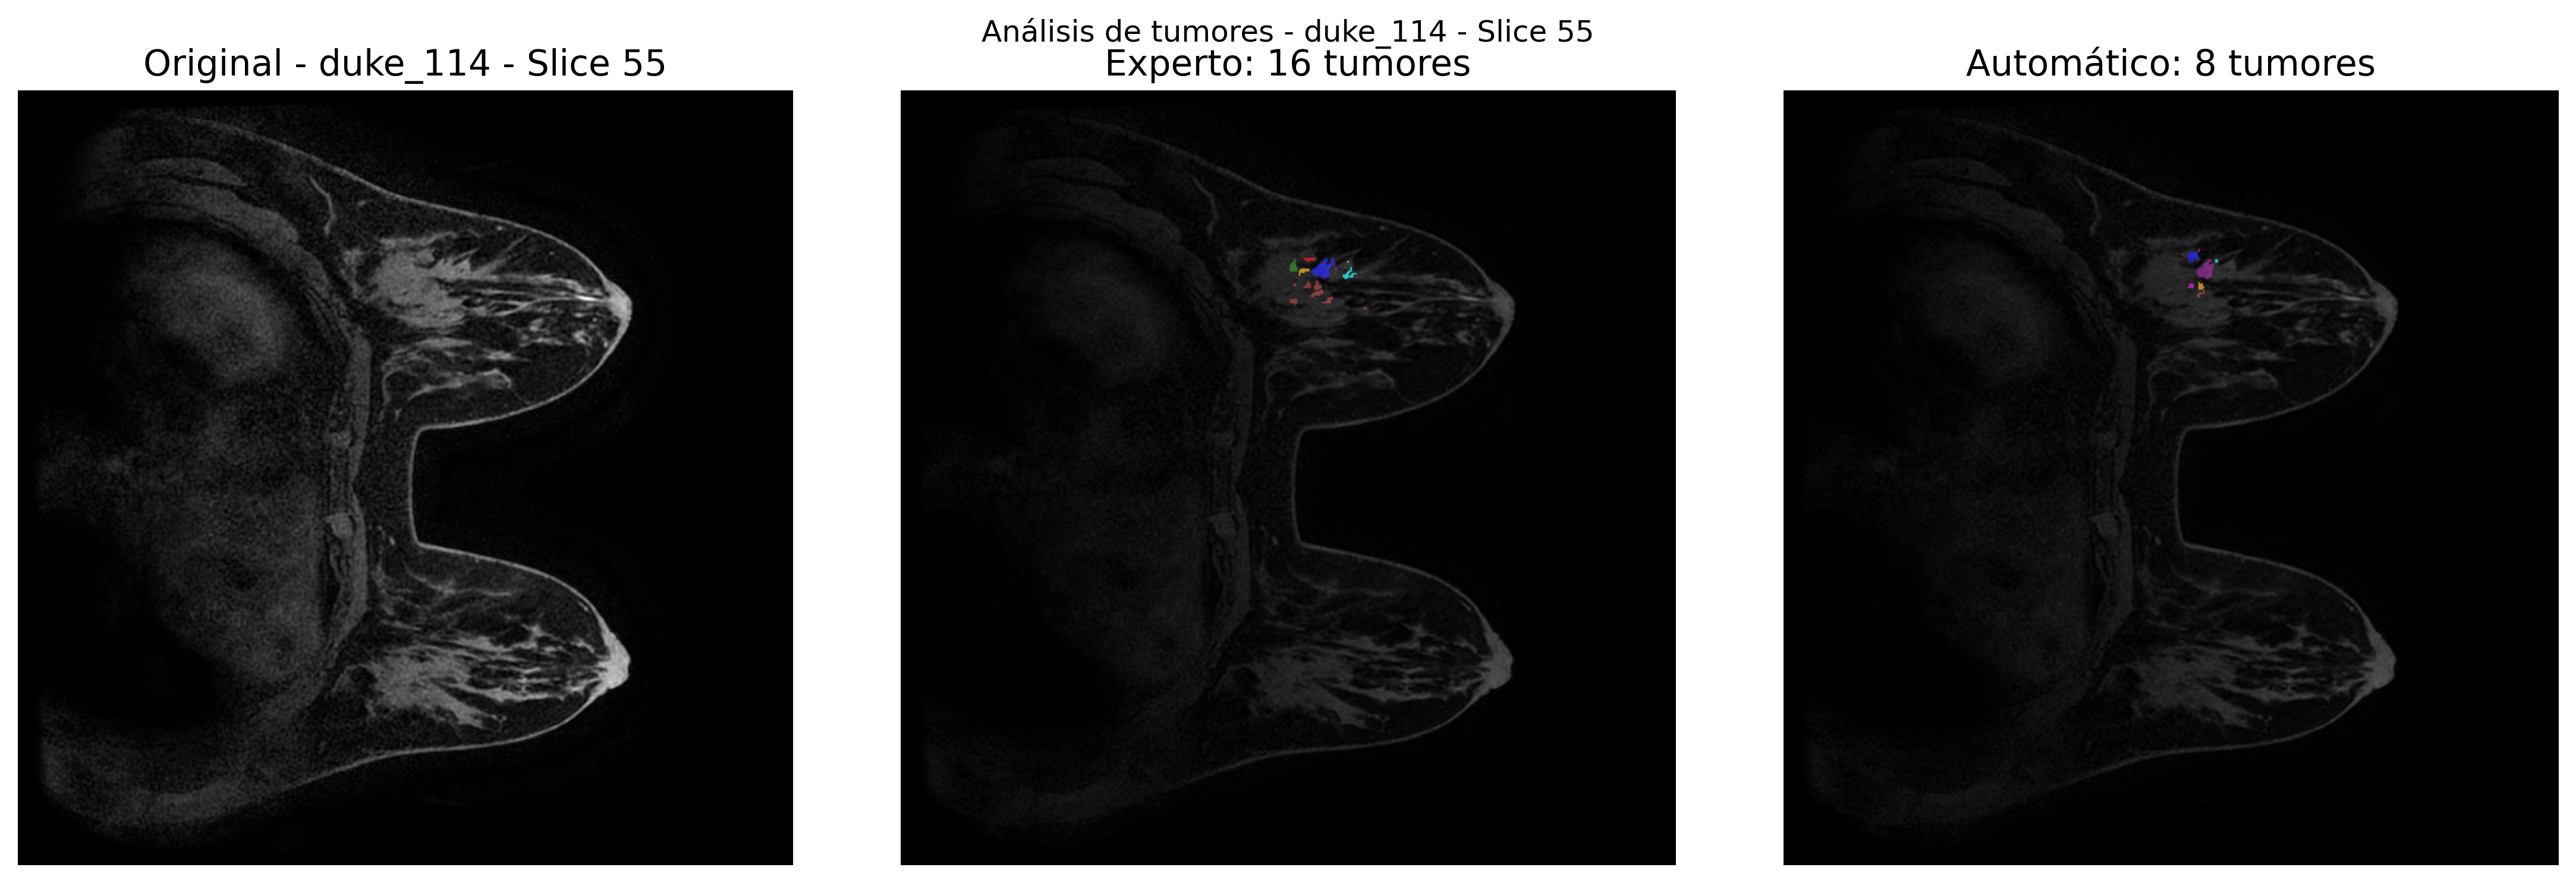 Análisis de tumores - duke_114 - Slice 55
Original - duke_114 - Slice 55
Experto: 16 tumores
Automático: 8 tumores